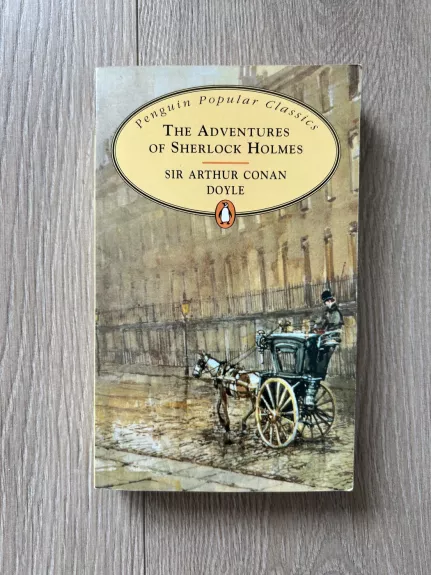 Penguin Popular Classics
THE ADVENTURES
OF SHERLOCK HOLMES
SIR ARTHUR CONAN
DOYLE